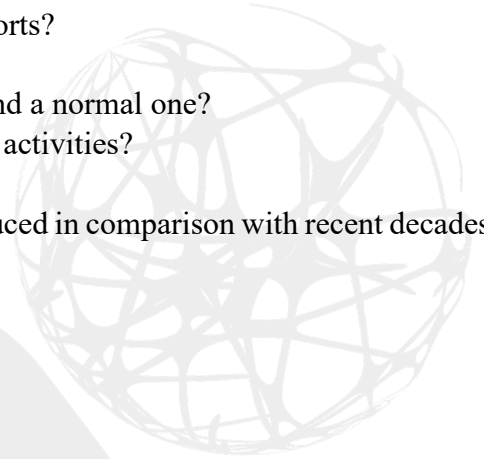 orts?
nd a normal one?
activities?
uced in comparison with recent decades